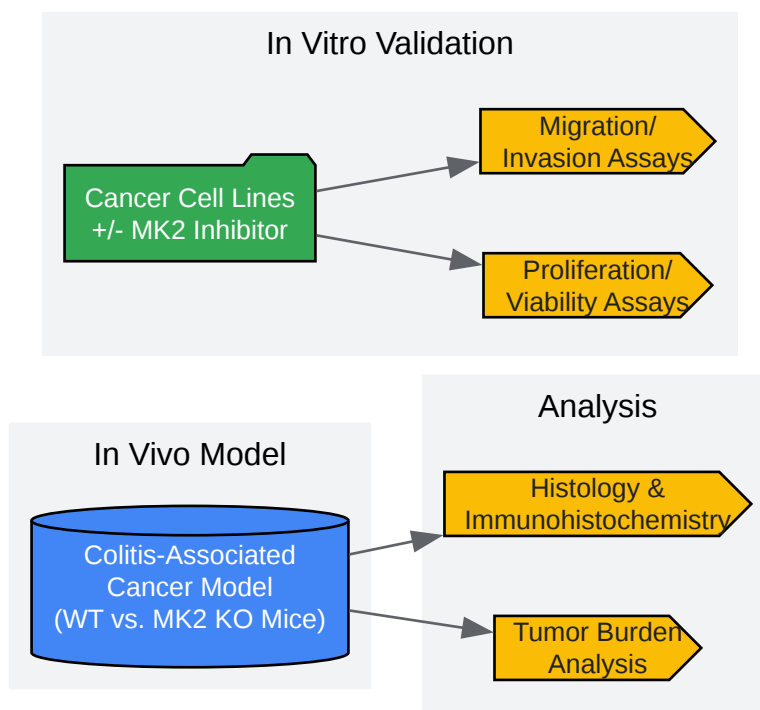 In Vitro Validation
Cancer Cell Lines
+/- MK2 Inhibitor
Migration/
Invasion Assays
Proliferation/
Viability Assays
In Vivo Model
Colitis-Associated
Cancer Model
(WT vs. MK2 KO Mice)
Analysis
Histology &
Immunohistochemistry
Tumor Burden
Analysis